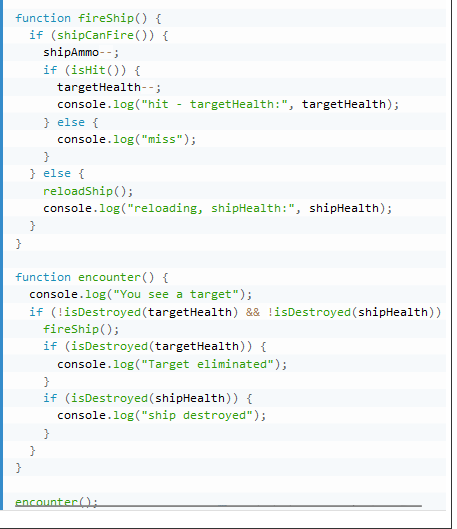 function fireShip() {
  if (shipCanFire()) {
    shipAmmo--;
    if (isHit()) {
      targetHealth--;
      console.log("hit - targetHealth:", targetHealth);
    } else {
      console.log("miss");
    }
  } else {
    reloadShip();
    console.log("reloading, shipHealth:", shipHealth);
  }
}

function encounter() {
  console.log("You see a target");
  if (!isDestroyed(targetHealth) && !isDestroyed(shipHealth))
    fireShip();
    if (isDestroyed(targetHealth)) {
      console.log("Target eliminated");
    }
    if (isDestroyed(shipHealth)) {
      console.log("ship destroyed");
    }
  }
}

encounter();